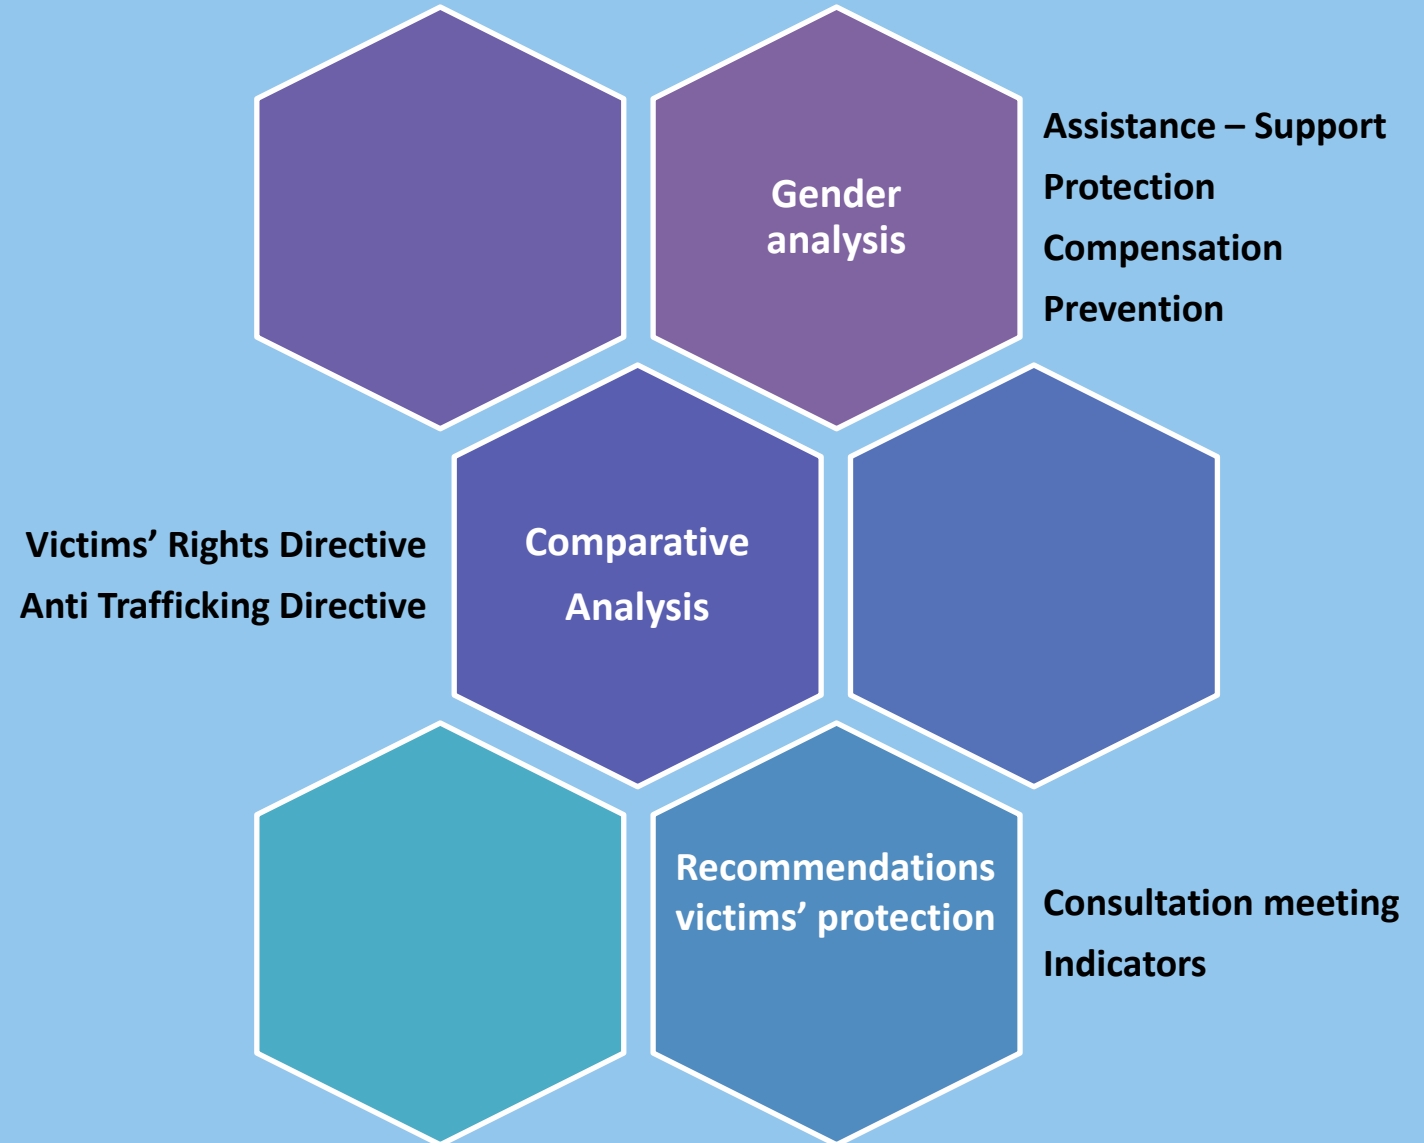 Gender
analysis
Assistance – Support
Protection
Compensation
Prevention
Victims’ Rights Directive
Anti Trafficking Directive
Comparative
Analysis
Recommendations
victims’ protection
Consultation meeting
Indicators